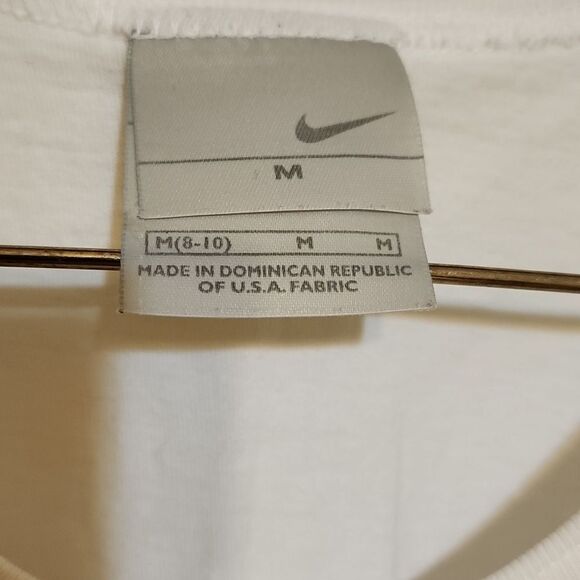 M
M(8-10) M M
MADE IN DOMINICAN REPUBLIC
OF U.S.A. FABRIC